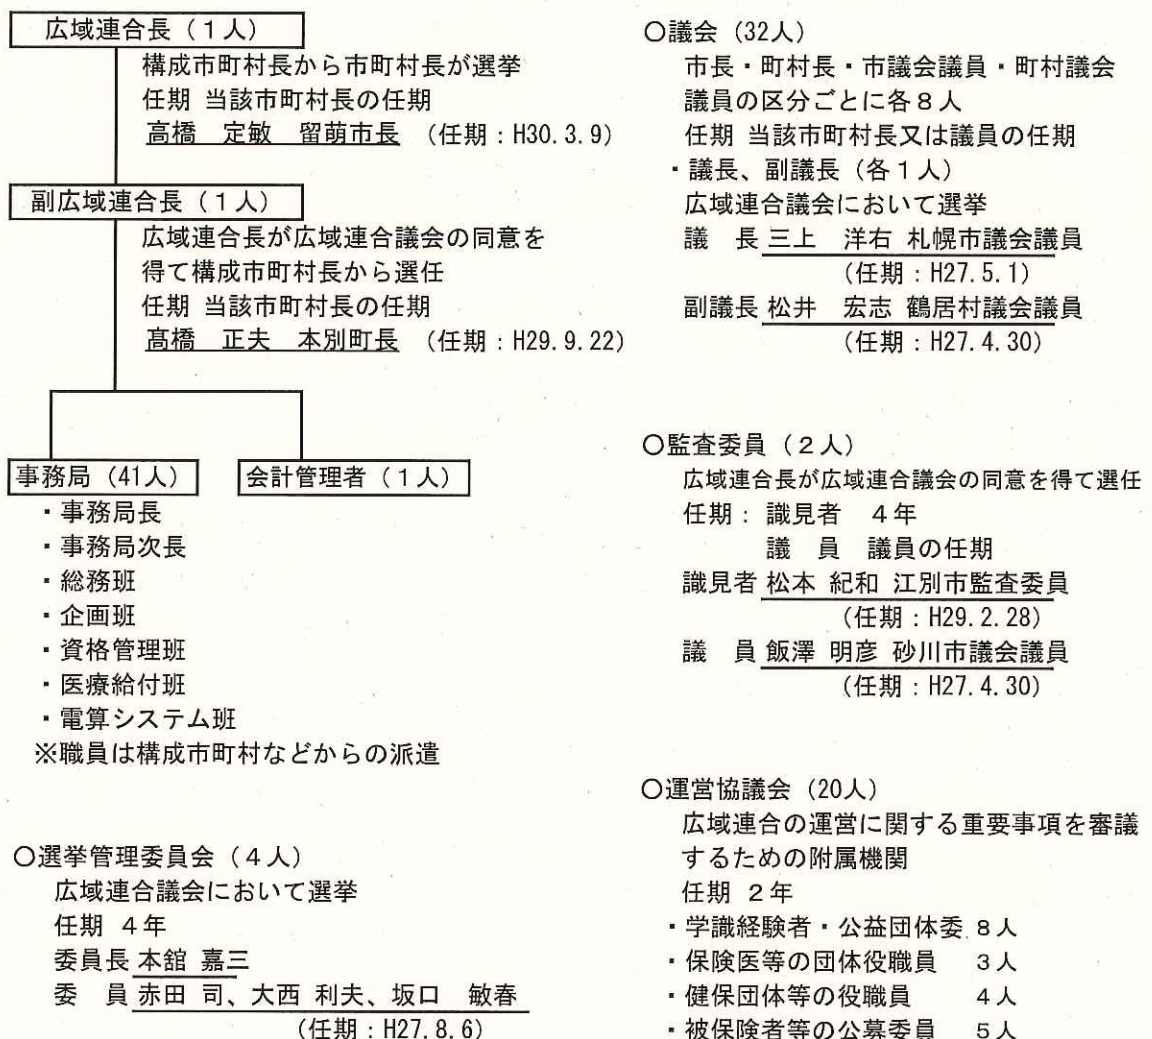 広域連合長（１人）
構成市町村長から市町村長が選挙
任期 当該市町村長の任期
高橋　定敏　留萌市長　（任期：H30.3.9）
副広域連合長（１人）
広域連合長が広域連合議会の同意を
得て構成市町村長から選任
任期 当該市町村長の任期
髙橋　正夫　本別町長　（任期：H29.9.22）
事務局（41人）
・事務局長
・事務局次長
・総務班
・企画班
・資格管理班
・医療給付班
・電算システム班
※職員は構成市町村などからの派遣
会計管理者（１人）
○選挙管理委員会（４人）
広域連合議会において選挙
任期 ４年
委員長 本舘 嘉三
委　員 赤田 司、大西 利夫、坂口　敏春
（任期：H27.8.6）
○議会（32人）
市長・町村長・市議会議員・町村議会
議員の区分ごとに各８人
任期 当該市町村長又は議員の任期
・議長、副議長（各１人）
広域連合議会において選挙
議　長 三上　洋右 札幌市議会議員
（任期：H27.5.1）
副議長 松井　宏志 鶴居村議会議員
（任期：H27.4.30）
○監査委員（２人）
広域連合長が広域連合議会の同意を得て選任
任期： 識見者　４年
議　員　議員の任期
識見者 松本 紀和 江別市監査委員
（任期：H29.2.28）
議　員 飯澤 明彦 砂川市議会議員
（任期：H27.4.30）
○運営協議会（20人）
広域連合の運営に関する重要事項を審議
するための附属機関
任期 ２年
・学識経験者・公益団体委 ８人
・保険医等の団体役職員　３人
・健保団体等の役職員　４人
・被保険者等の公募委員　５人